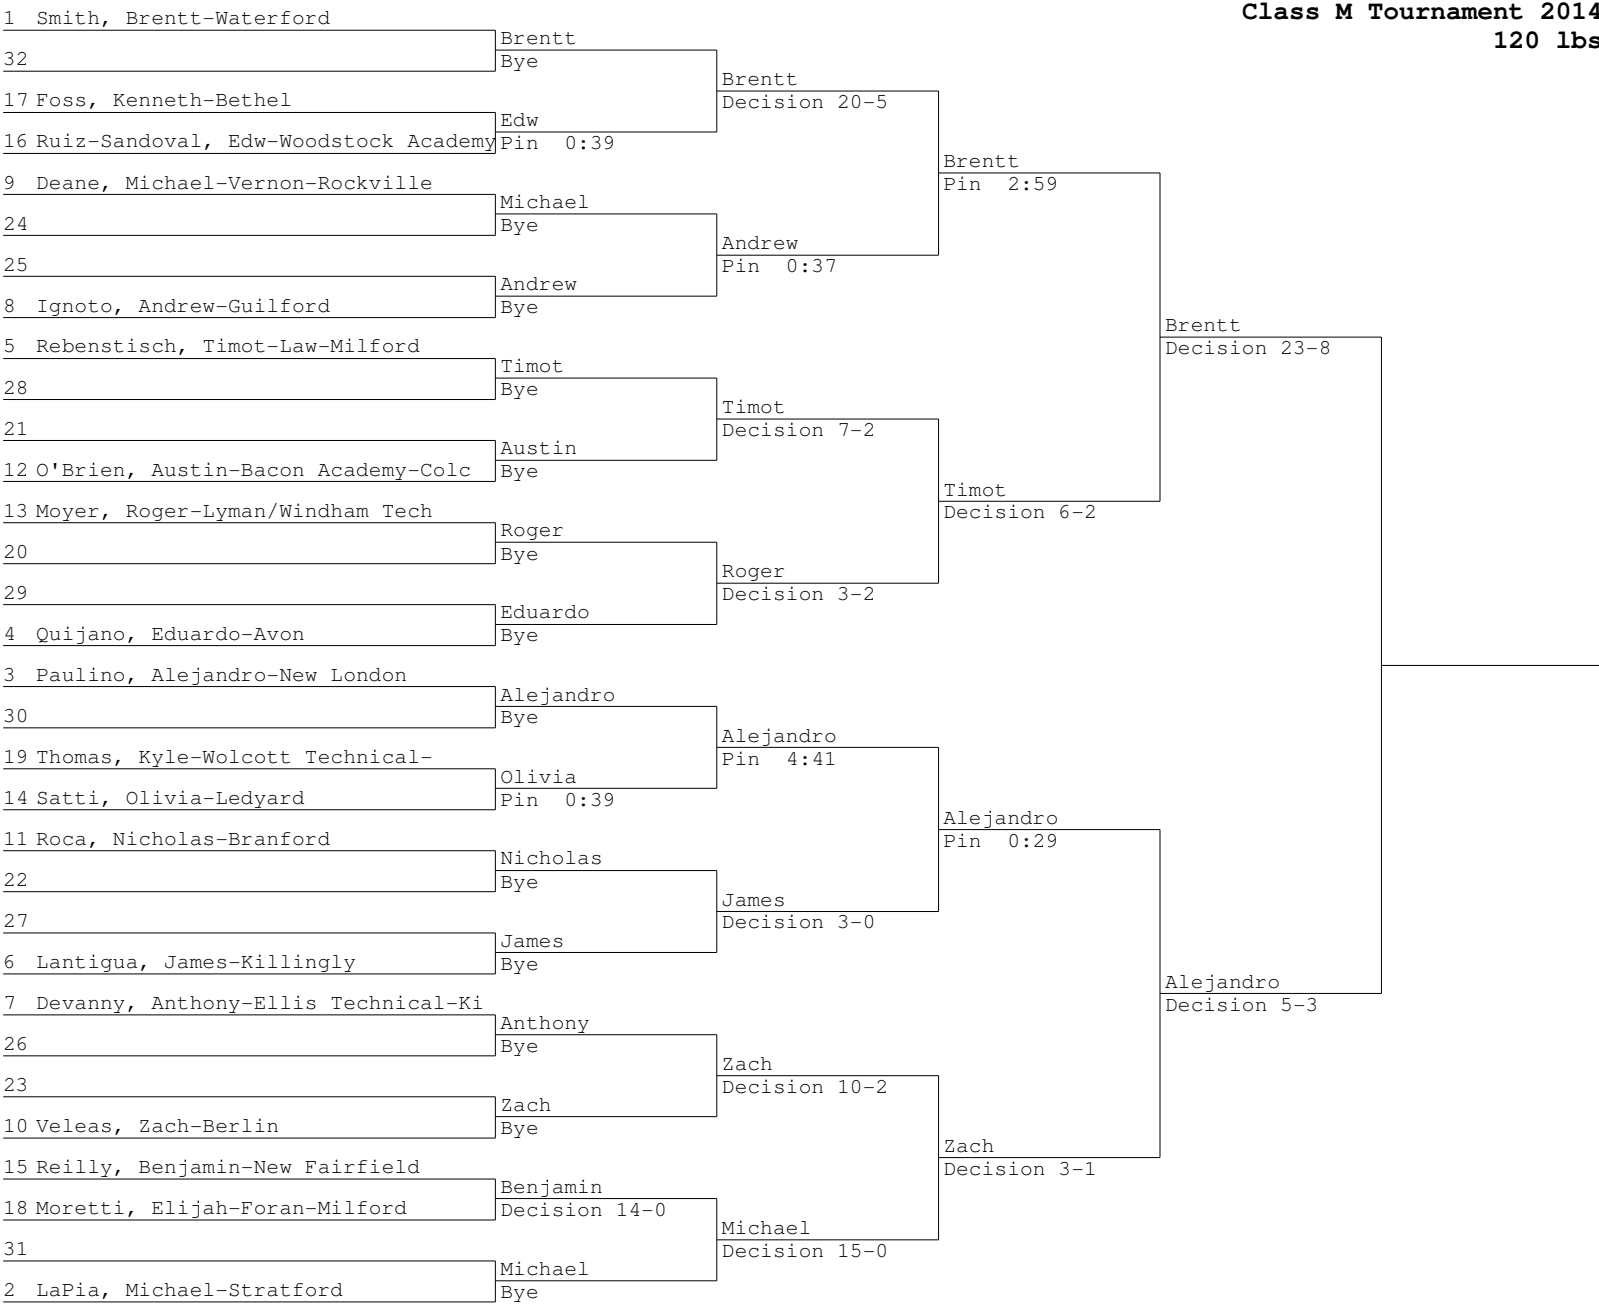 Class M Tournament 2014
120 lbs
1 Smith, Brentt-Waterford
32
17 Foss, Kenneth-Bethel
16 Ruiz-Sandoval, Edw-Woodstock Academy
9 Deane, Michael-Vernon-Rockville
24
25
8 Ignoto, Andrew-Guilford
5 Rebenstisch, Timot-Law-Milford
28
21
12 O'Brien, Austin-Bacon Academy-Colc
13 Moyer, Roger-Lyman/Windham Tech
20
29
4 Quijano, Eduardo-Avon
3 Paulino, Alejandro-New London
30
19 Thomas, Kyle-Wolcott Technical-
14 Satti, Olivia-Ledyard
11 Roca, Nicholas-Branford
22
27
6 Lantigua, James-Killingly
7 Devanny, Anthony-Ellis Technical-Ki
26
23
10 Veleas, Zach-Berlin
15 Reilly, Benjamin-New Fairfield
18 Moretti, Elijah-Foran-Milford
31
2 LaPia, Michael-Stratford
Brentt
Bye
Edw
Pin 0:39
Michael
Bye
Andrew
Bye
Timot
Bye
Austin
Bye
Roger
Bye
Eduardo
Bye
Alejandro
Bye
Olivia
Pin 0:39
Nicholas
Bye
James
Bye
Anthony
Bye
Zach
Bye
Benjamin
Decision 14-0
Michael
Bye
Brentt
Decision 20-5
Andrew
Pin 0:37
Timot
Decision 7-2
Roger
Decision 3-2
Alejandro
Pin 4:41
James
Decision 3-0
Zach
Decision 10-2
Michael
Decision 15-0
Brentt
Pin 2:59
Timot
Decision 6-2
Alejandro
Pin 0:29
Zach
Decision 3-1
Brentt
Decision 23-8
Alejandro
Decision 5-3